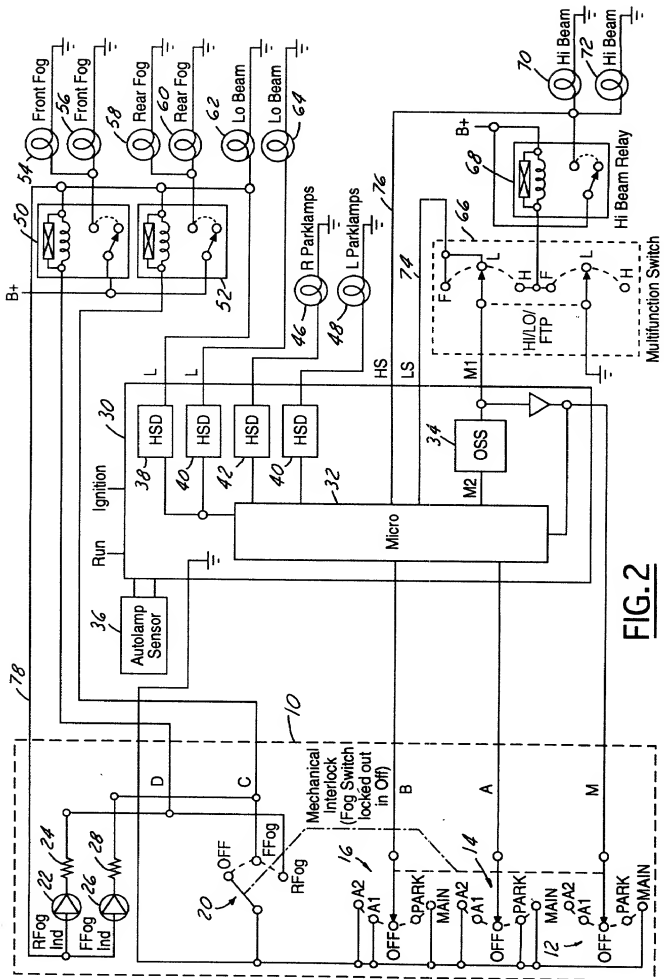 78
10
RFog
Ind
22
24
FFog
Ind
26
28
D
C
OFF
FFog
RFog
20
Mechanical
Interlock
(Fog Switch
locked out
in Off)
16
A2
A1
OFF
PARK
MAIN
B
14
A2
A1
OFF
PARK
MAIN
A
12
A2
A1
OFF
PARK
MAIN
M
36
Autolamp
Sensor
Run
Ignition
30
HSD
38
HSD
40
HSD
42
HSD
40
32
Micro
L
L
HS
LS
M1
M2
34
OSS
B+
50
52
54
Front Fog
56
Front Fog
58
Rear Fog
60
Rear Fog
62
Lo Beam
64
Lo Beam
46
R Parklamps
48
L Parklamps
76
74
66
F
L
H
F
L
H
HI/LO/
FTP
Multifunction Switch
B+
68
Hi Beam Relay
70
Hi Beam
72
Hi Beam
FIG.2